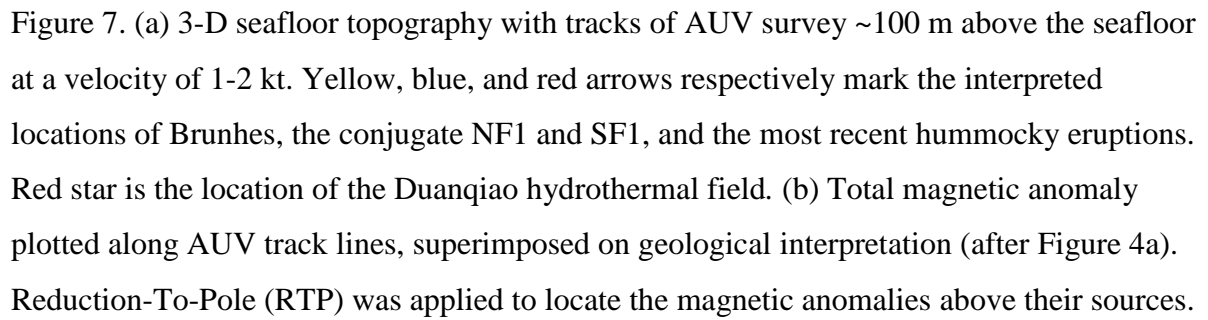 Figure 7. (a) 3-D seafloor topography with tracks of AUV survey ~100 m above the seafloor
at a velocity of 1-2 kt. Yellow, blue, and red arrows respectively mark the interpreted
locations of Brunhes, the conjugate NF1 and SF1, and the most recent hummocky eruptions.
Red star is the location of the Duanqiao hydrothermal field. (b) Total magnetic anomaly
plotted along AUV track lines, superimposed on geological interpretation (after Figure 4a).
Reduction-To-Pole (RTP) was applied to locate the magnetic anomalies above their sources.